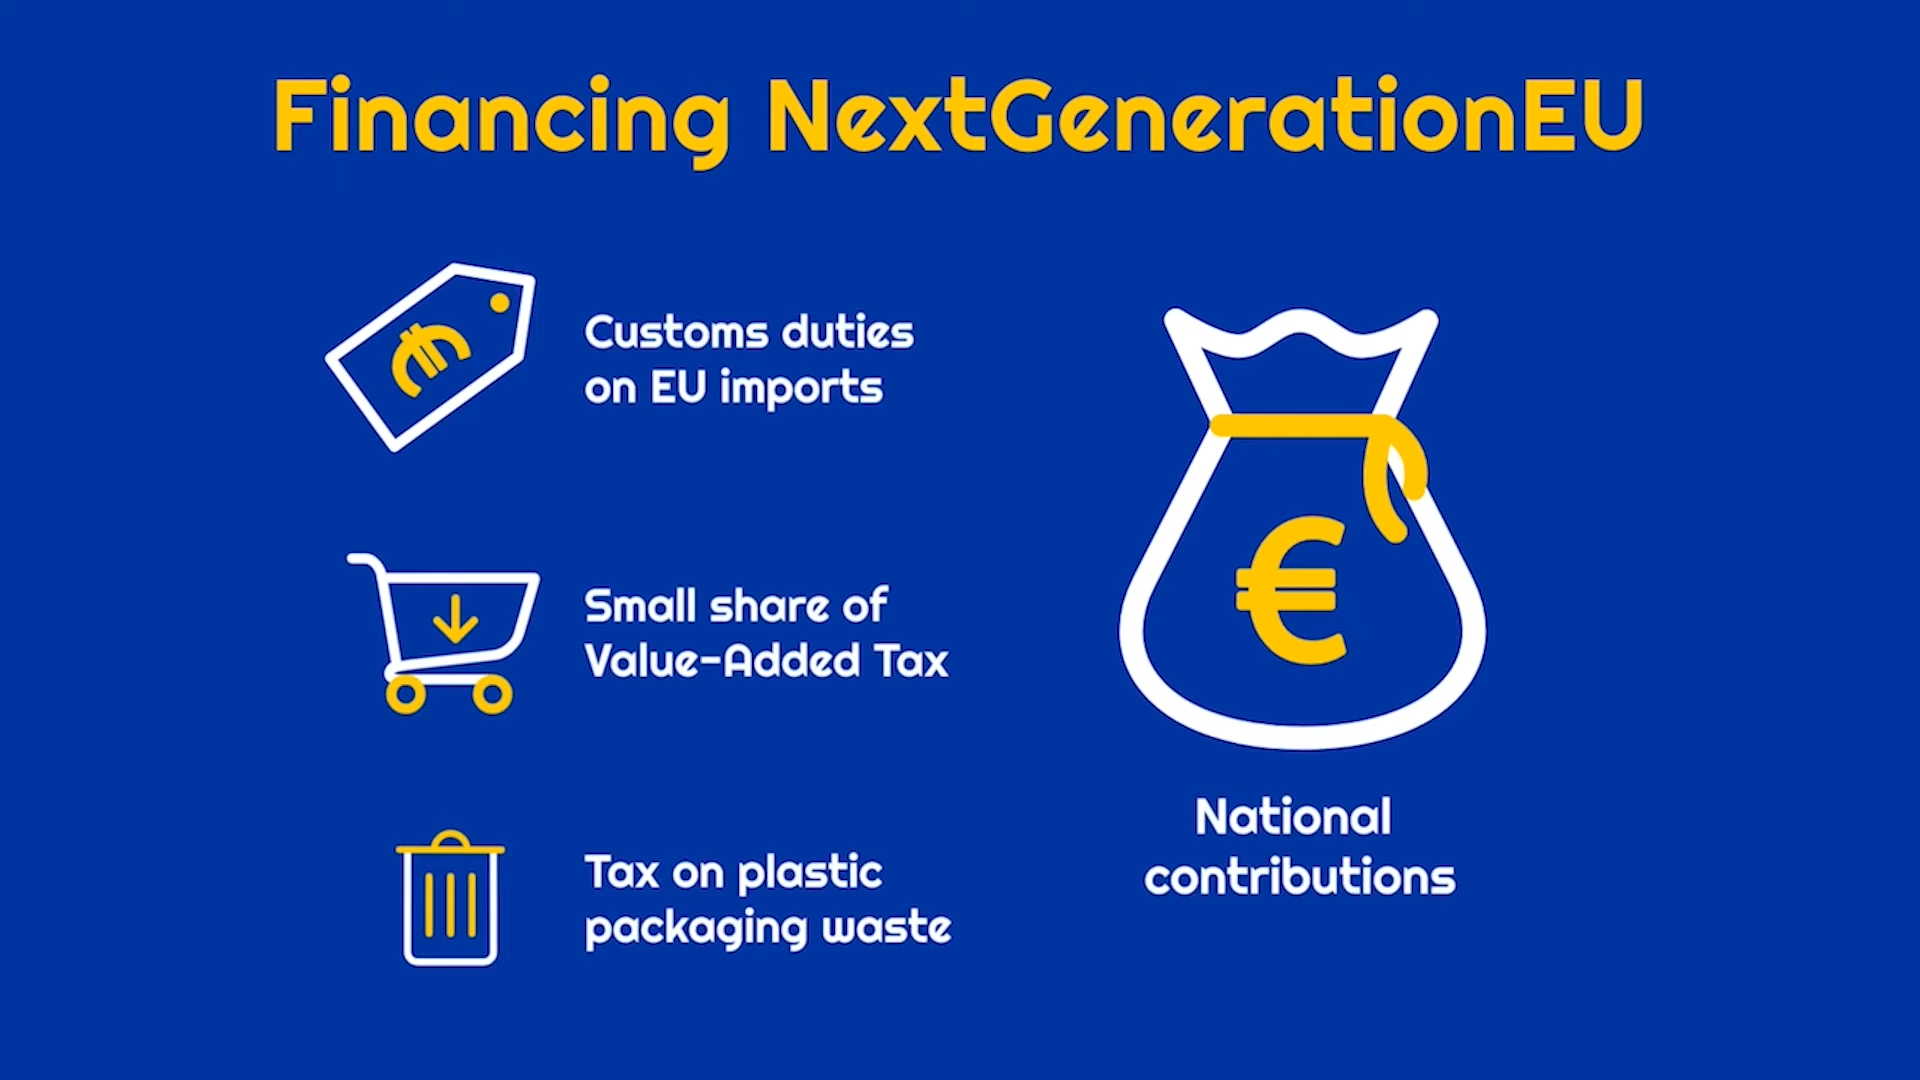 Financing NextGenerationEU
Customs duties
on EU imports
€
Small share of
Value-Added Tax
Tax on plastic
packaging waste
€
National
contributions